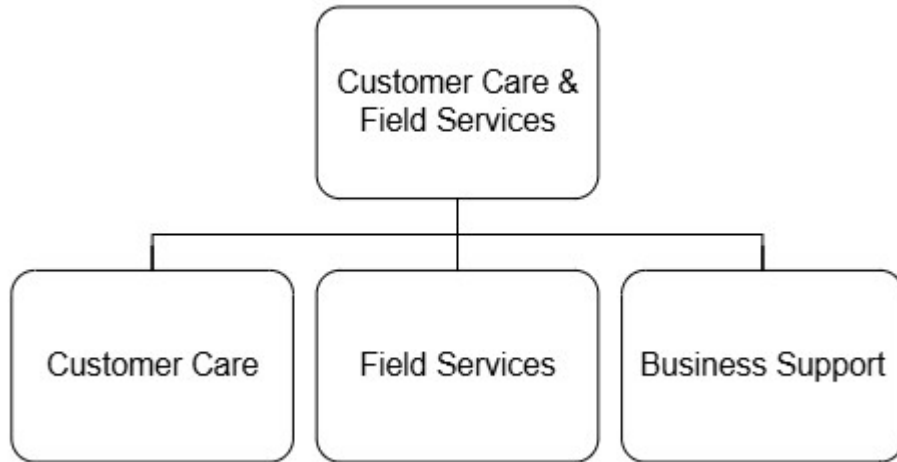 Customer Care &
Field Services
Customer Care
Field Services
Business Support